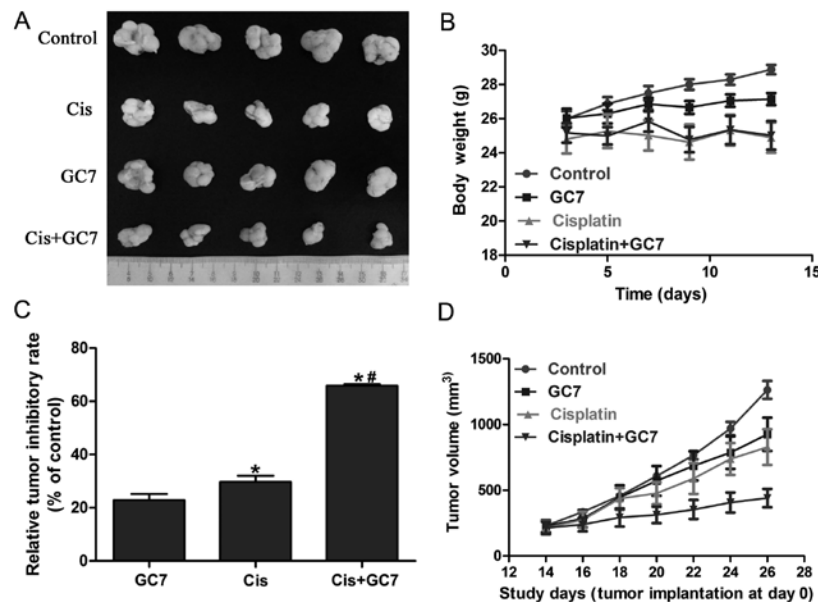 A
Control
Cis
GC7
Cis+GC7
B
Body weight (g)
30
28
26
24
22
20
18
0
5
10
15
Time (days)
Control
GC7
Cisplatin
Cisplatin+GC7
C
Relative tumor inhibitory rate
(% of control)
80
60
40
20
0
*
* #
GC7
Cis
Cis+GC7
D
Tumor volume (mm³)
1500
1000
500
0
12
14
16
18
20
22
24
26
28
Study days (tumor implantation at day 0)
Control
GC7
Cisplatin
Cisplatin+GC7